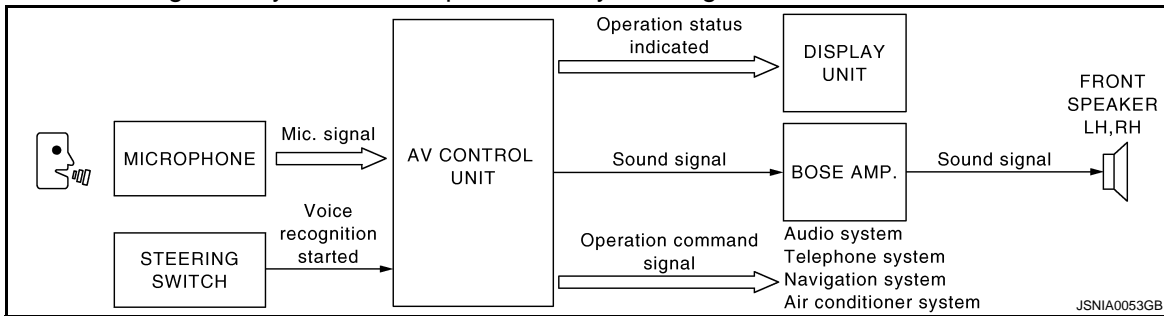 MICROPHONE
Mic. signal
STEERING
SWITCH
Voice
recognition
started
AV CONTROL
UNIT
Operation status
indicated
DISPLAY
UNIT
Sound signal
BOSE AMP.
Sound signal
FRONT
SPEAKER
LH,RH
Operation command
signal
Audio system
Telephone system
Navigation system
Air conditioner system
JSNIA0053GB